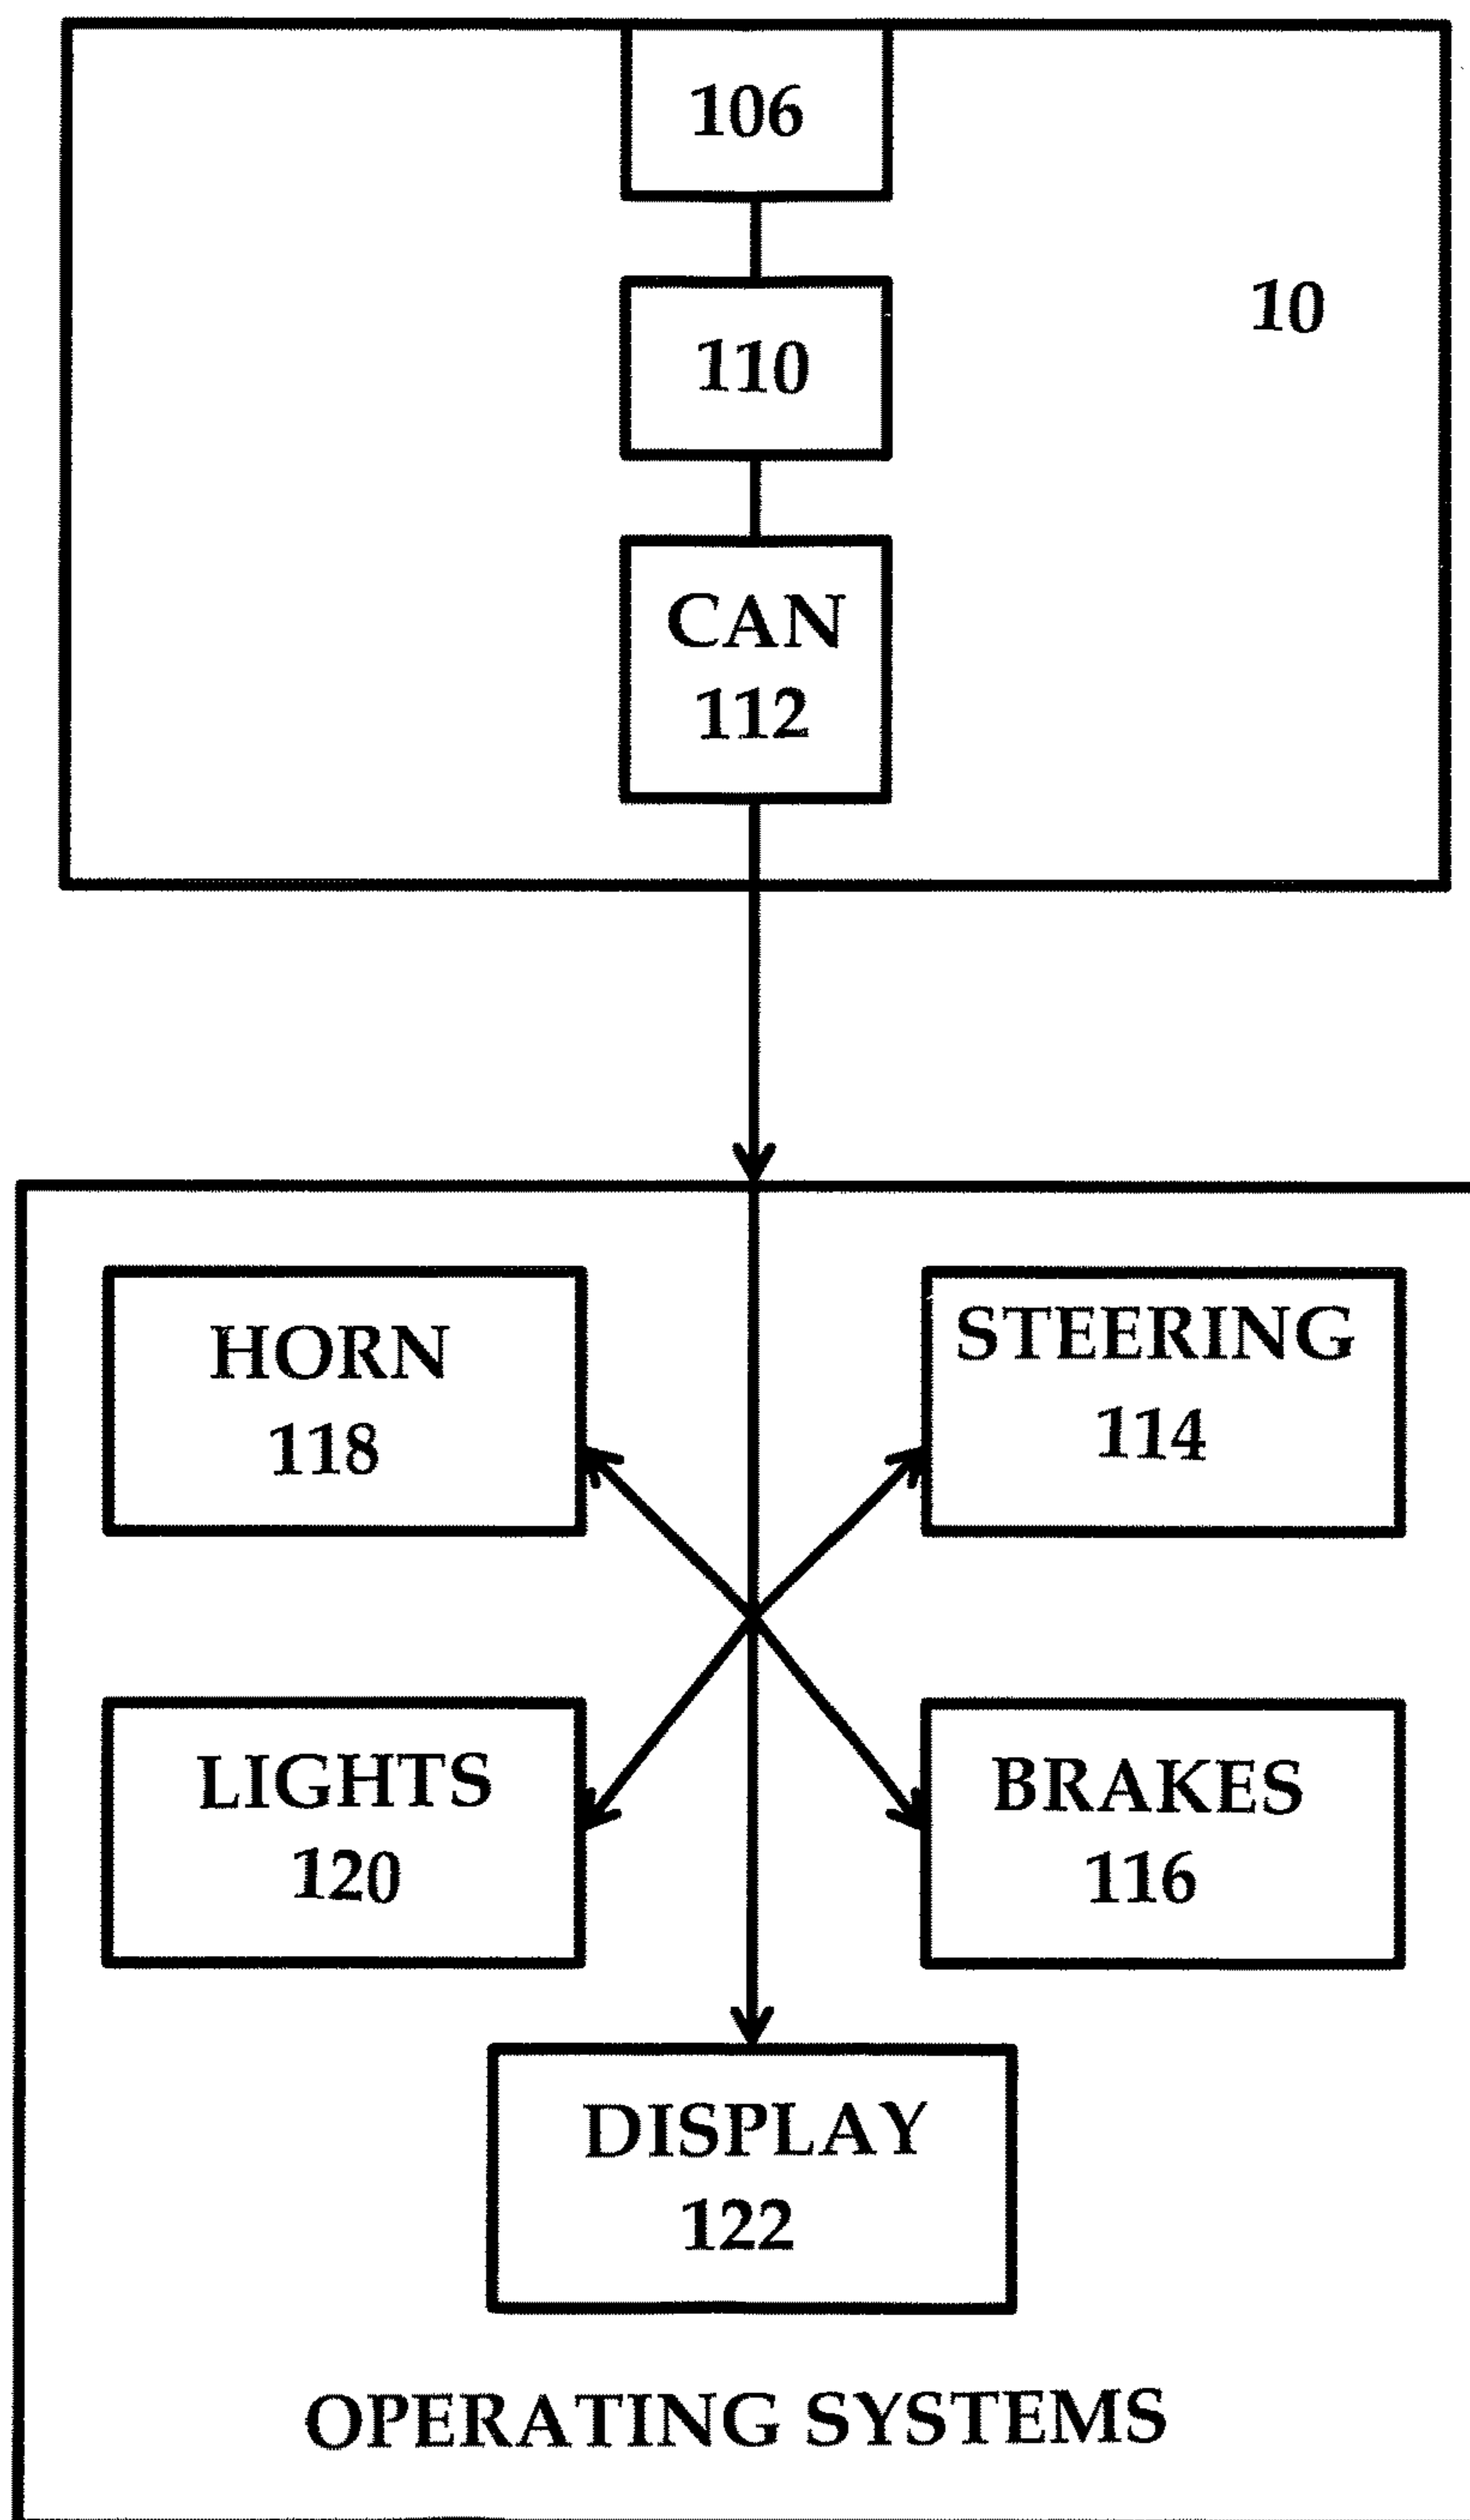 106
110
10
CAN
112
HORN
118
STEERING
114
LIGHTS
120
BRAKES
116
DISPLAY
122
OPERATING SYSTEMS